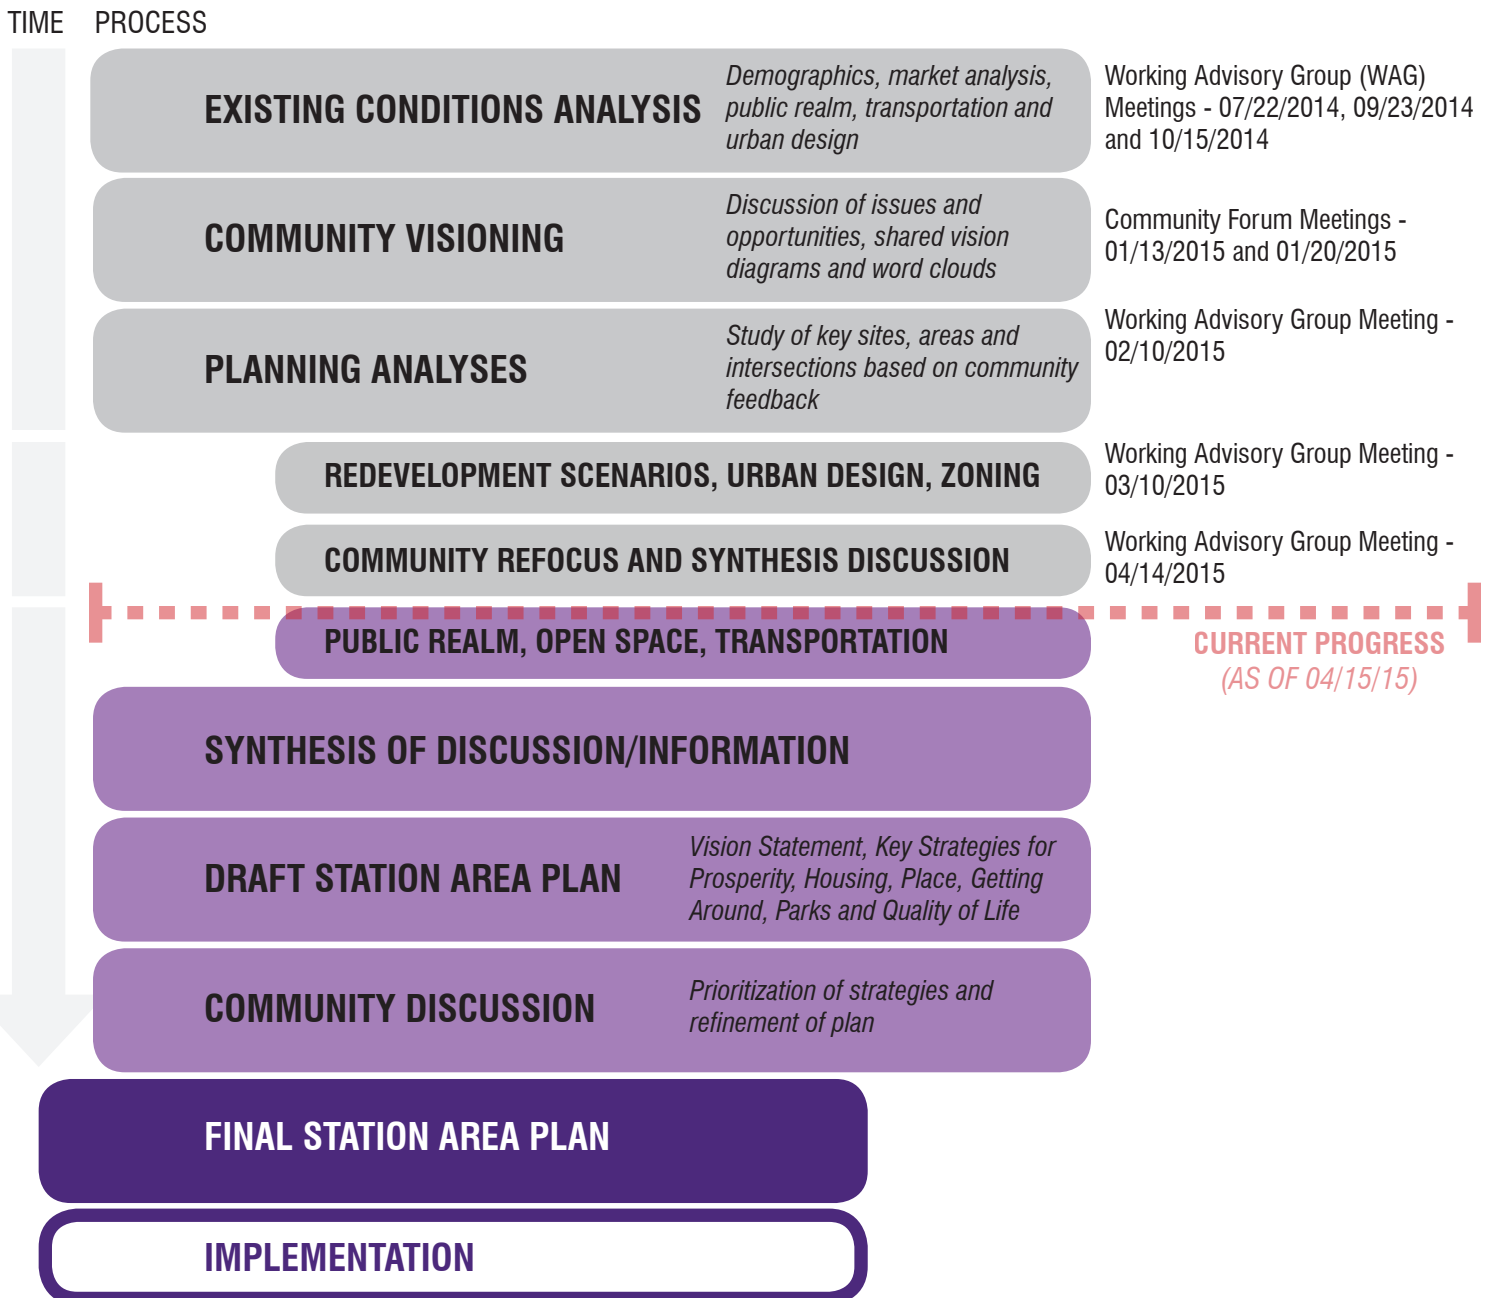 TIME PROCESS
EXISTING CONDITIONS ANALYSIS
Demographics, market analysis,
public realm, transportation and
urban design
Working Advisory Group (WAG)
Meetings - 07/22/2014, 09/23/2014
and 10/15/2014
COMMUNITY VISIONING
Discussion of issues and
opportunities, shared vision
diagrams and word clouds
Community Forum Meetings -
01/13/2015 and 01/20/2015
PLANNING ANALYSES
Study of key sites, areas and
intersections based on community
feedback
Working Advisory Group Meeting -
02/10/2015
REDEVELOPMENT SCENARIOS, URBAN DESIGN, ZONING
Working Advisory Group Meeting -
03/10/2015
COMMUNITY REFOCUS AND SYNTHESIS DISCUSSION
Working Advisory Group Meeting -
04/14/2015
PUBLIC REALM, OPEN SPACE, TRANSPORTATION
CURRENT PROGRESS
(AS OF 04/15/15)
SYNTHESIS OF DISCUSSION/INFORMATION
DRAFT STATION AREA PLAN
Vision Statement, Key Strategies for
Prosperity, Housing, Place, Getting
Around, Parks and Quality of Life
COMMUNITY DISCUSSION
Prioritization of strategies and
refinement of plan
FINAL STATION AREA PLAN
IMPLEMENTATION